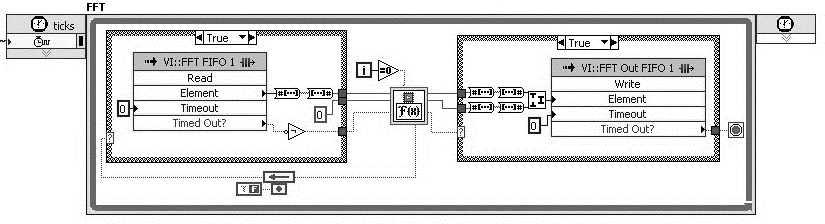 FFT
ticks
True
True
VI::FFT FIFO 1
Read
Element
Timeout
Timed Out?
0
0
i
=0
F(x)
?
F
VI::FFT Out FIFO 1
Write
Element
Timeout
Timed Out?
0
?